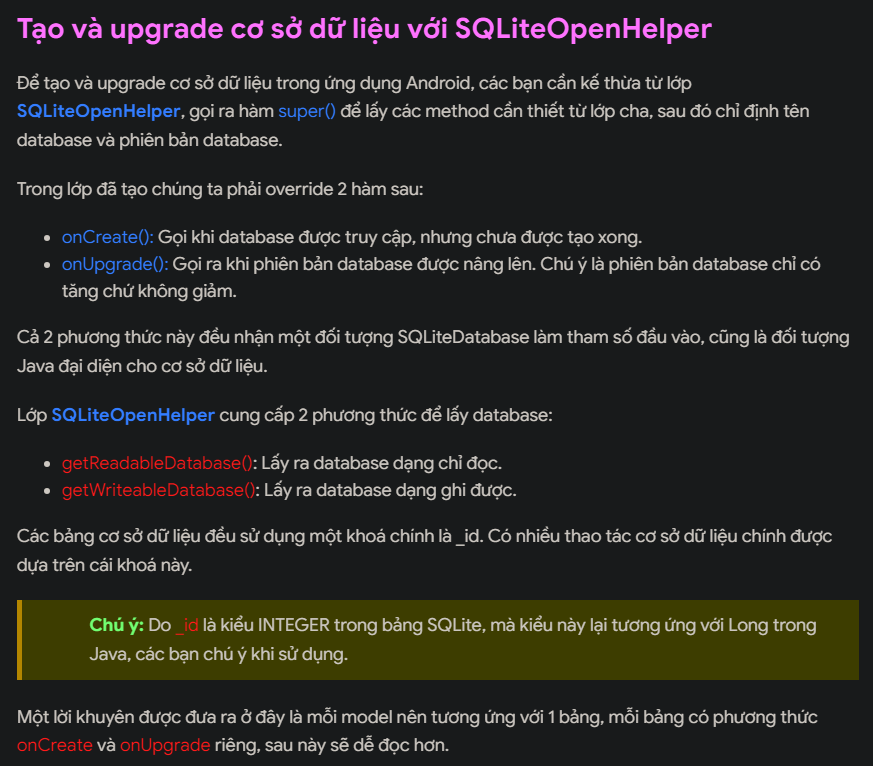 Tạo và upgrade cơ sở dữ liệu với SQLiteOpenHelper
Để tạo và upgrade cơ sở dữ liệu trong ứng dụng Android, các bạn cần kế thừa từ lớp
SQLiteOpenHelper, gọi ra hàm super() để lấy các method cần thiết từ lớp cha, sau đó chỉ định tên
database và phiên bản database.
Trong lớp đã tạo chúng ta phải override 2 hàm sau:
• onCreate(): Gọi khi database được truy cập, nhưng chưa được tạo xong.
• onUpgrade(): Gọi ra khi phiên bản database được nâng lên. Chú ý là phiên bản database chỉ có
tăng chứ không giảm.
Cả 2 phương thức này đều nhận một đối tượng SQLiteDatabase làm tham số đầu vào, cũng là đối tượng
Java đại diện cho cơ sở dữ liệu.
Lớp SQLiteOpenHelper cung cấp 2 phương thức để lấy database:
• getReadableDatabase(): Lấy ra database dạng chỉ đọc.
• getWriteableDatabase(): Lấy ra database dạng ghi được.
Các bảng cơ sở dữ liệu đều sử dụng một khoá chính là _id. Có nhiều thao tác cơ sở dữ liệu chính được
dựa trên cái khoá này.
Chú ý: Do _id là kiểu INTEGER trong bảng SQLite, mà kiểu này lại tương ứng với Long trong
Java, các bạn chú ý khi sử dụng.
Một lời khuyên được đưa ra ở đây là mỗi model nên tương ứng với 1 bảng, mỗi bảng có phương thức
onCreate và onUpgrade riêng, sau này sẽ dễ đọc hơn.